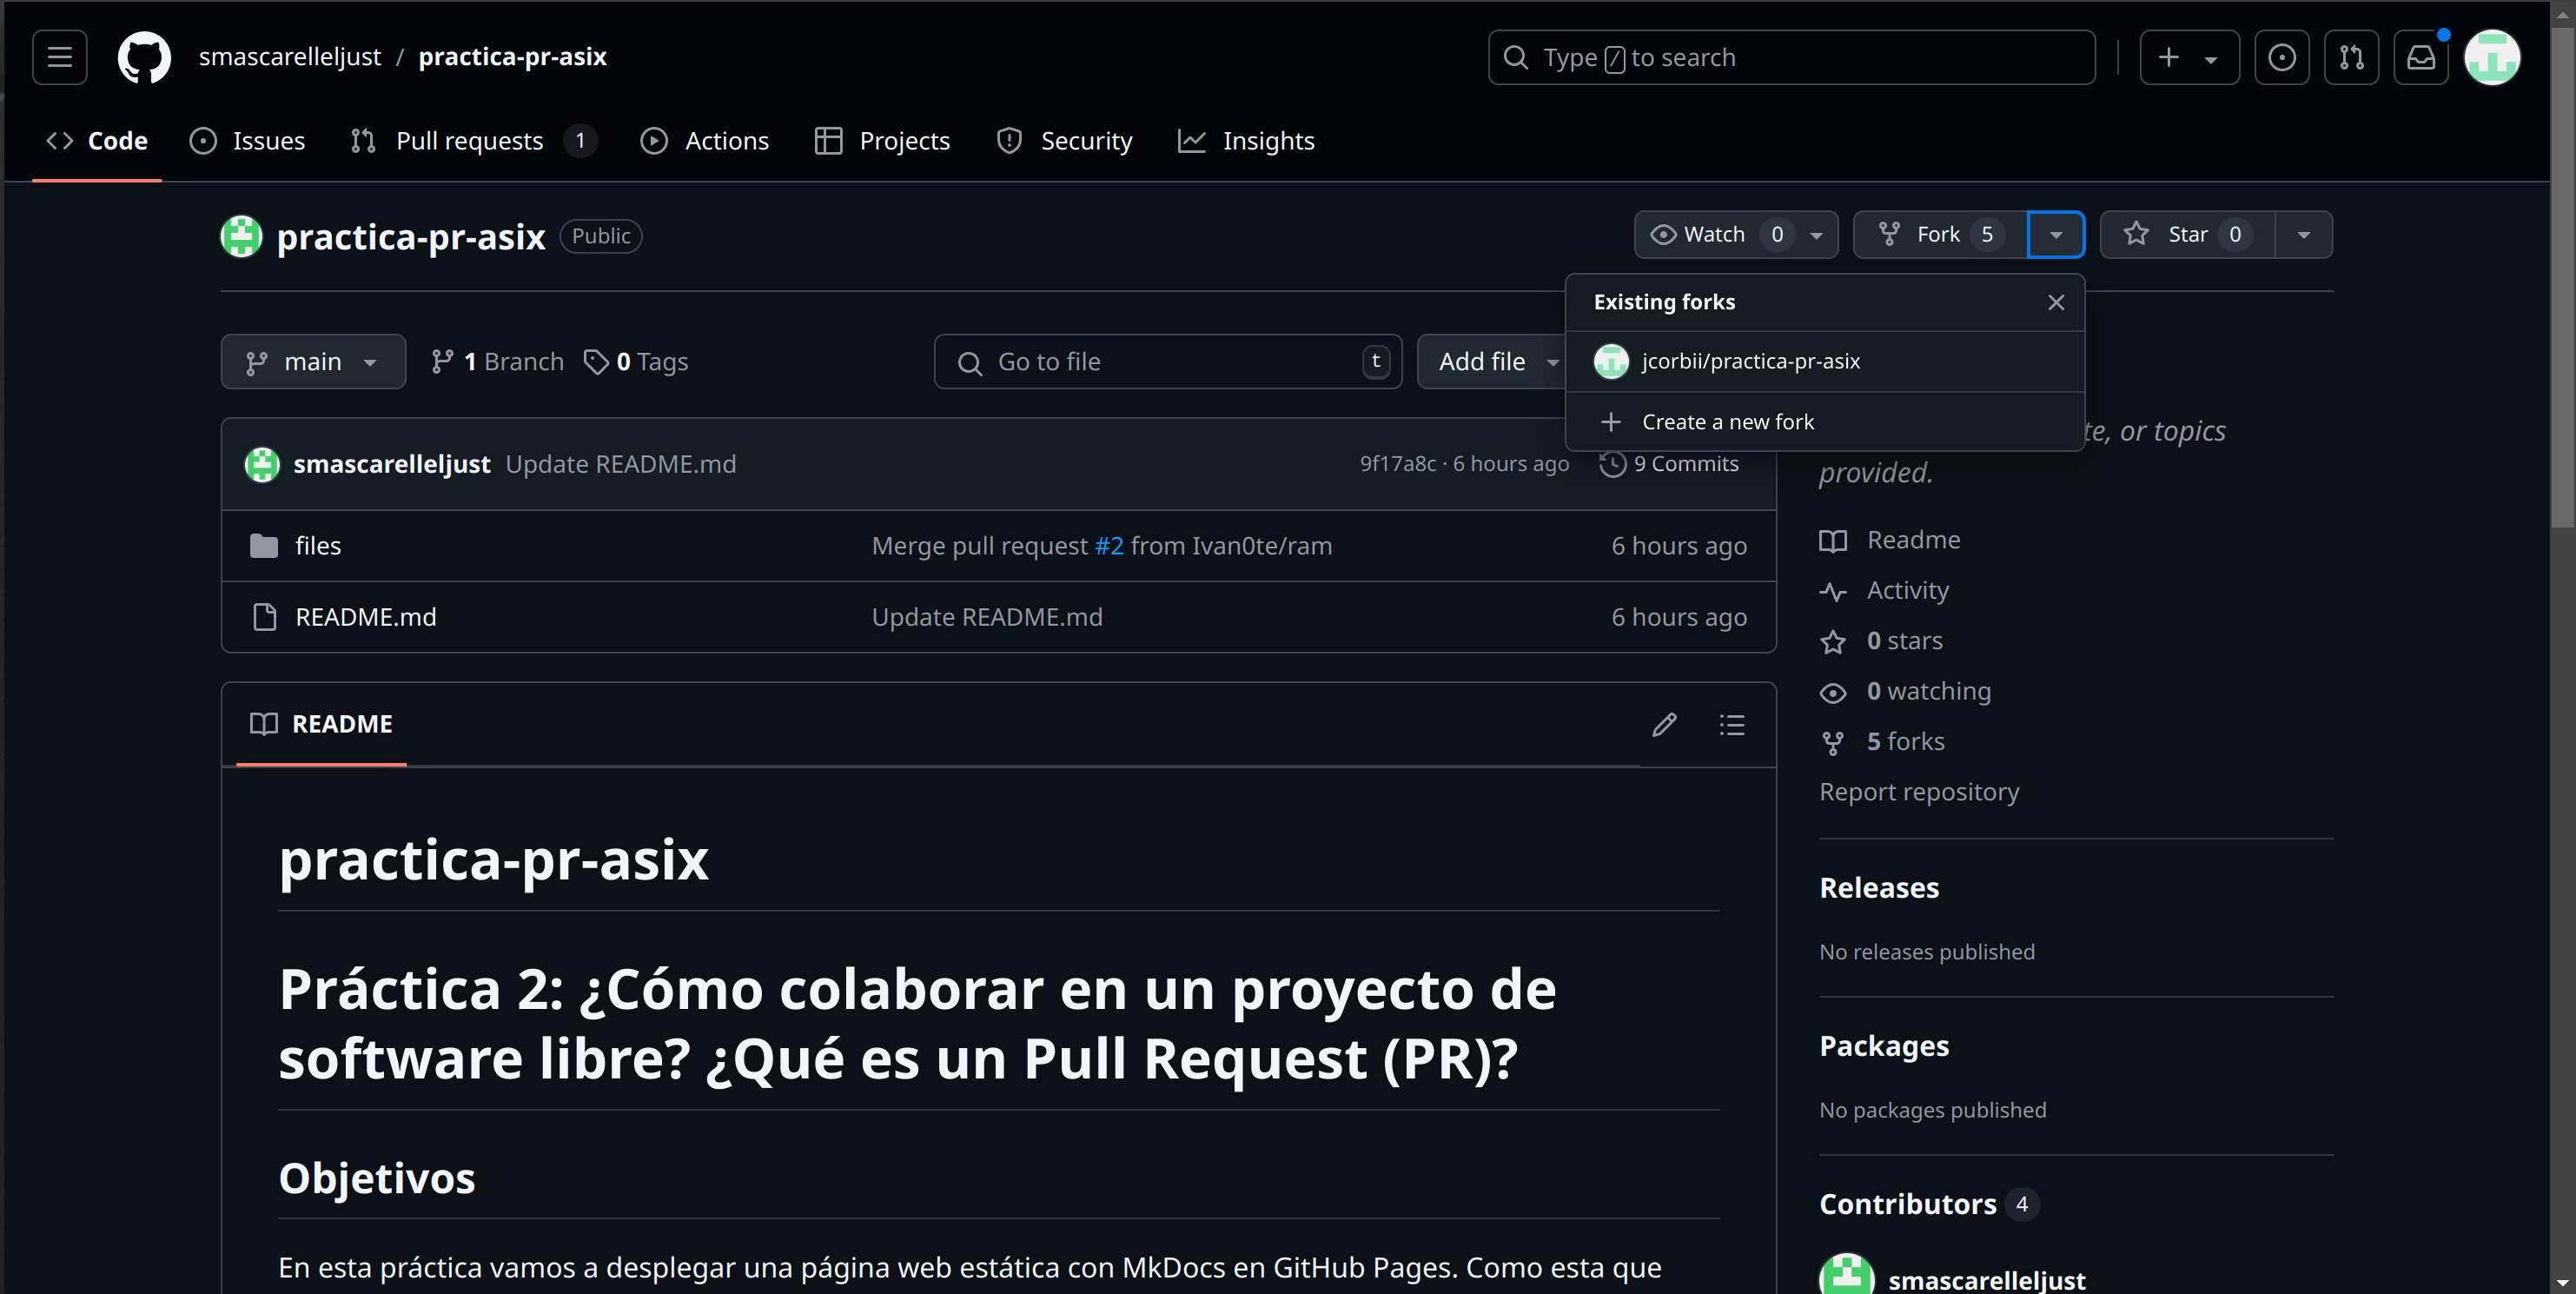 smascarelleljust / practica-pr-asix
Type / to search
Code Issues Pull requests 1 Actions Projects Security Insights
practica-pr-asix Public
Watch 0 Fork 5 Star 0
Existing forks
jcorbii/practica-pr-asix
Create a new fork
main 1 Branch 0 Tags Go to file t Add file
smascarelleljust Update README.md 9f17a8c · 6 hours ago 9 Commits
files Merge pull request #2 from Ivan0te/ram 6 hours ago
README.md Update README.md 6 hours ago
README
practica-pr-asix
Práctica 2: ¿Cómo colaborar en un proyecto de
software libre? ¿Qué es un Pull Request (PR)?
Objetivos
En esta práctica vamos a desplegar una página web estática con MkDocs en GitHub Pages. Como esta que
or topics
provided.
Readme
Activity
0 stars
0 watching
5 forks
Report repository
Releases
No releases published
Packages
No packages published
Contributors 4
smascarelleljust